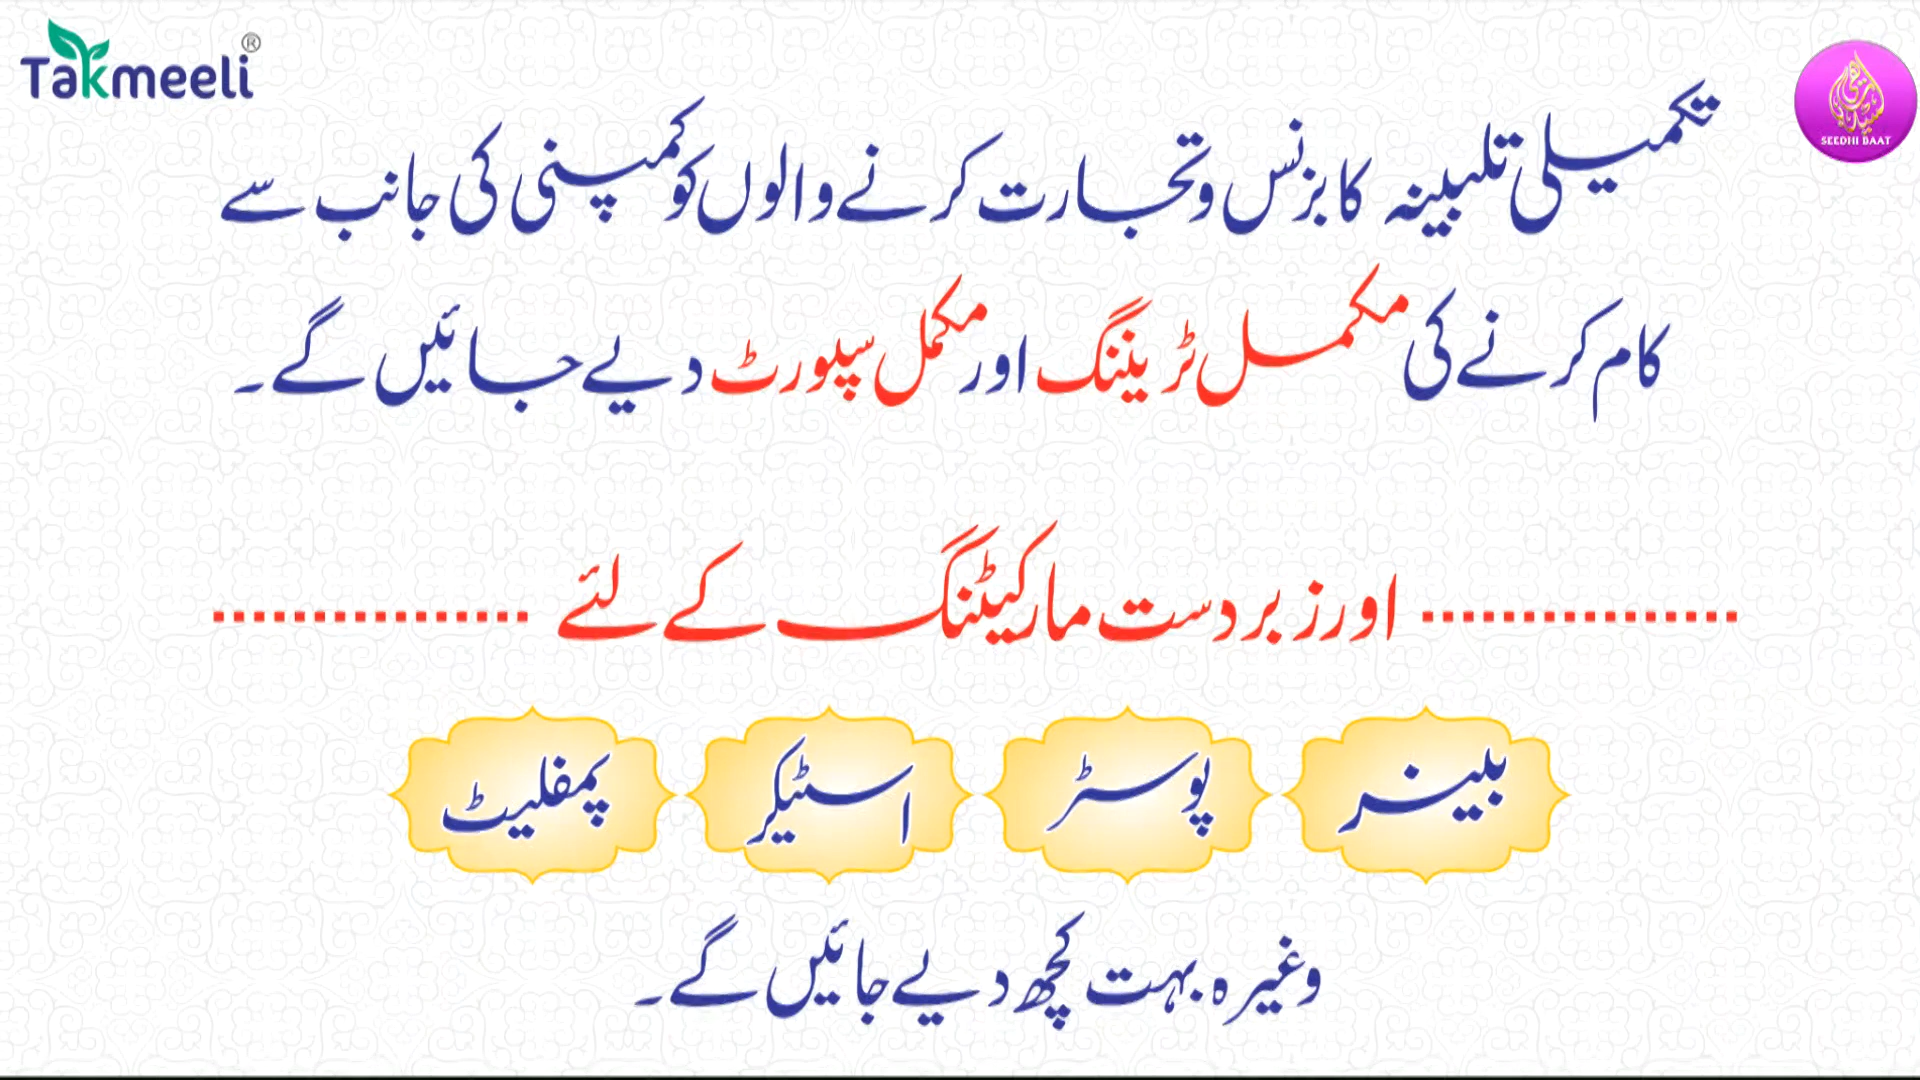 Takmeeli®
سیدھی بات
SEEDHI BAAT
تکمیلی تلبینہ کا بزنس و تجارت کرنے والوں کو کمپنی کی جانب سے
کام کرنے کی مکمل ٹریننگ اور مکمل سپورٹ دیے جائیں گے۔
............... اور زبردست مارکیٹنگ کے لئے ...............
بینر پوسٹر اسٹیکر پمفلیٹ
وغیرہ بہت کچھ دیے جائیں گے۔